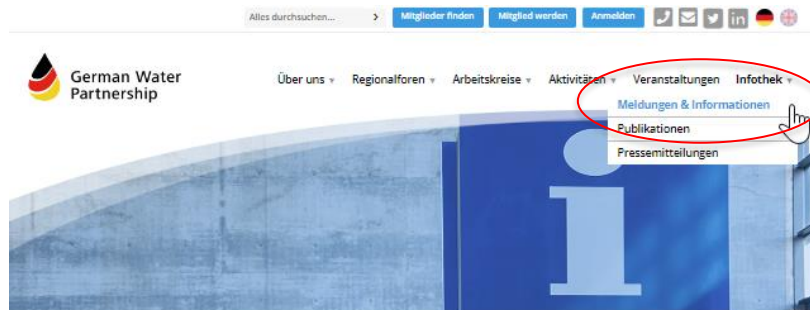 Alles durchsuchen... Mitglieder finden Mitglied werden Anmelden
German Water
Partnership
Über uns Regionalforen Arbeitskreise Aktivitäten Veranstaltungen Infothek
Meldungen & Informationen
Publikationen
Pressemitteilungen
i